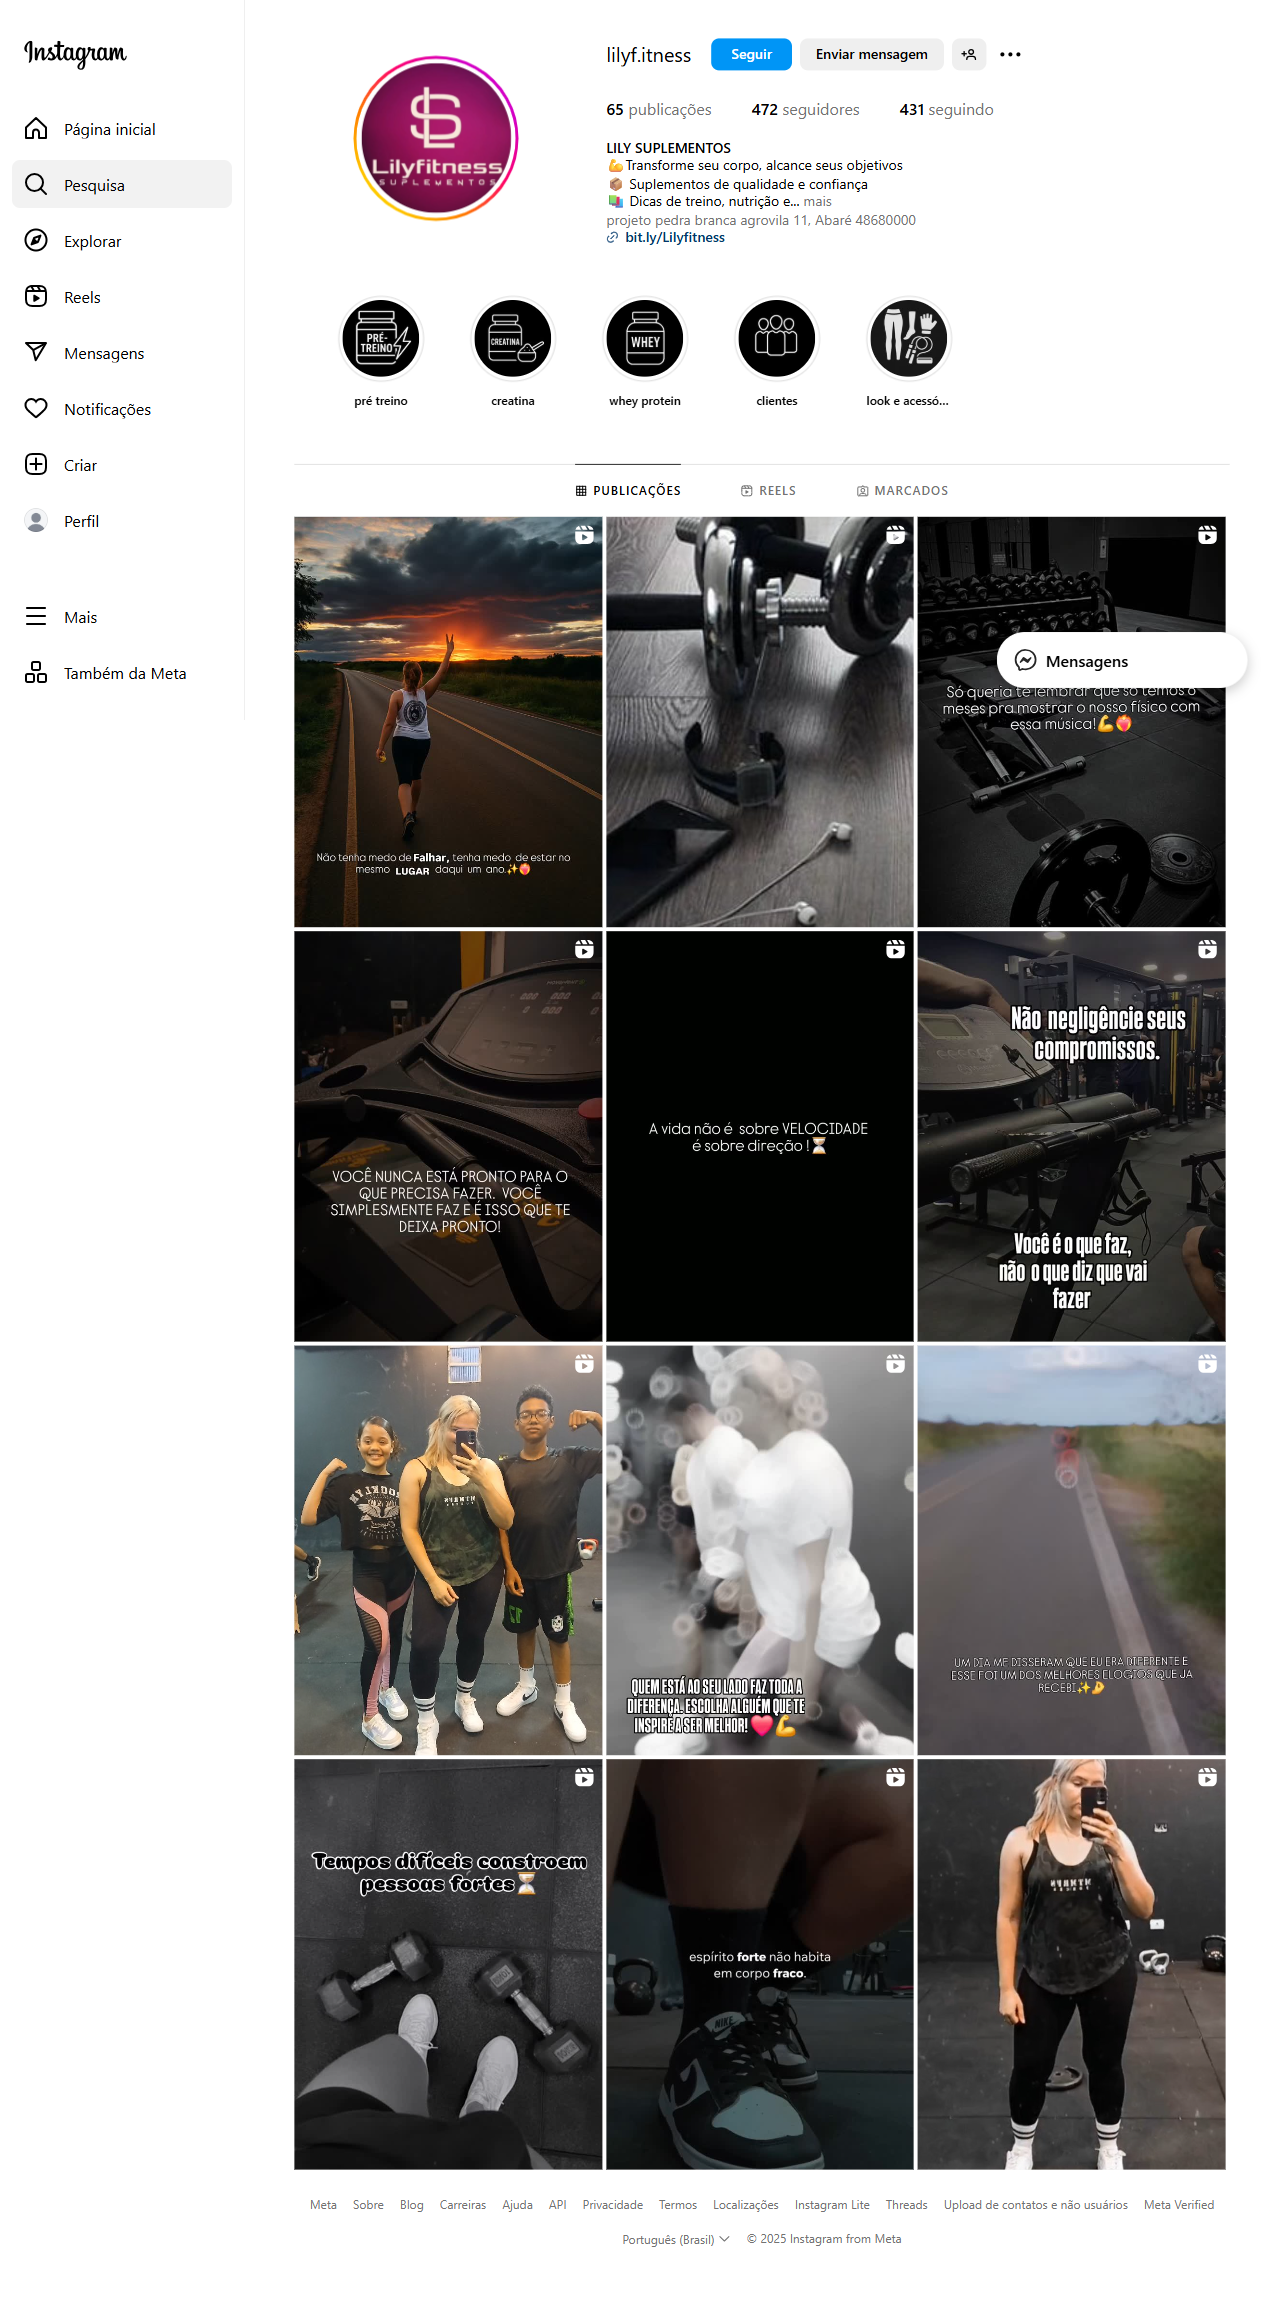 Instagram
Página inicial
Pesquisa
Explorar
Reels
Mensagens
Notificações
Criar
Perfil
Mais
Também da Meta
lilyf.itness
Seguir
Enviar mensagem
65 publicações
472 seguidores
431 seguindo
LILY SUPLEMENTOS
💪Transforme seu corpo, alcance seus objetivos
📦 Suplementos de qualidade e confiança
📚 Dicas de treino, nutrição e... mais
projeto pedra branca agrovila 11, Abaré 48680000
bit.ly/Lilyfitness
Lilyfitness
SUPLEMENTOS
PRÉ-
TREINO
CREATINA
WHEY
pré treino
creatina
whey protein
clientes
look e acessó...
PUBLICAÇÕES
REELS
MARCADOS
Não tenha medo de Falhar, tenha medo de estar no
mesmo LUGAR daqui um ano.✨❤️‍🔥
Mensagens
Só queria te lembrar que só temos 6
meses pra mostrar o nosso físico com
essa música!💪❤️‍🔥
VOCÊ NUNCA ESTÁ PRONTO PARA O
QUE PRECISA FAZER. VOCÊ
SIMPLESMENTE FAZ E É ISSO QUE TE
DEIXA PRONTO!
A vida não é sobre VELOCIDADE
é sobre direção !⏳
Não negligêncie seus
compromissos.
Você é o que faz,
não o que diz que vai
fazer
QUEM ESTÁ AO SEU LADO FAZ TODA A
DIFERENÇA. ESCOLHA ALGUÉM QUE TE
INSPIRE A SER MELHOR! ❤️💪
UM DIA ME DISSERAM QUE EU ERA DIFERENTE E
ESSE FOI UM DOS MELHORES ELOGIOS QUE JA
RECEBI✨🤌
Tempos difíceis constroem
pessoas fortes⏳
espírito forte não habita
em corpo fraco.
NIKE
Meta
Sobre
Blog
Carreiras
Ajuda
API
Privacidade
Termos
Localizações
Instagram Lite
Threads
Upload de contatos e não usuários
Meta Verified
Português (Brasil)
© 2025 Instagram from Meta